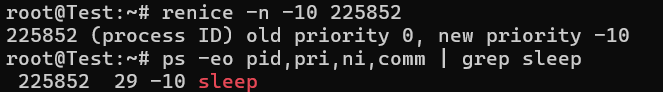 root@Test:~# renice -n -10 225852
225852 (process ID) old priority 0, new priority -10
root@Test:~# ps -eo pid,pri,ni,comm | grep sleep
 225852  29 -10 sleep